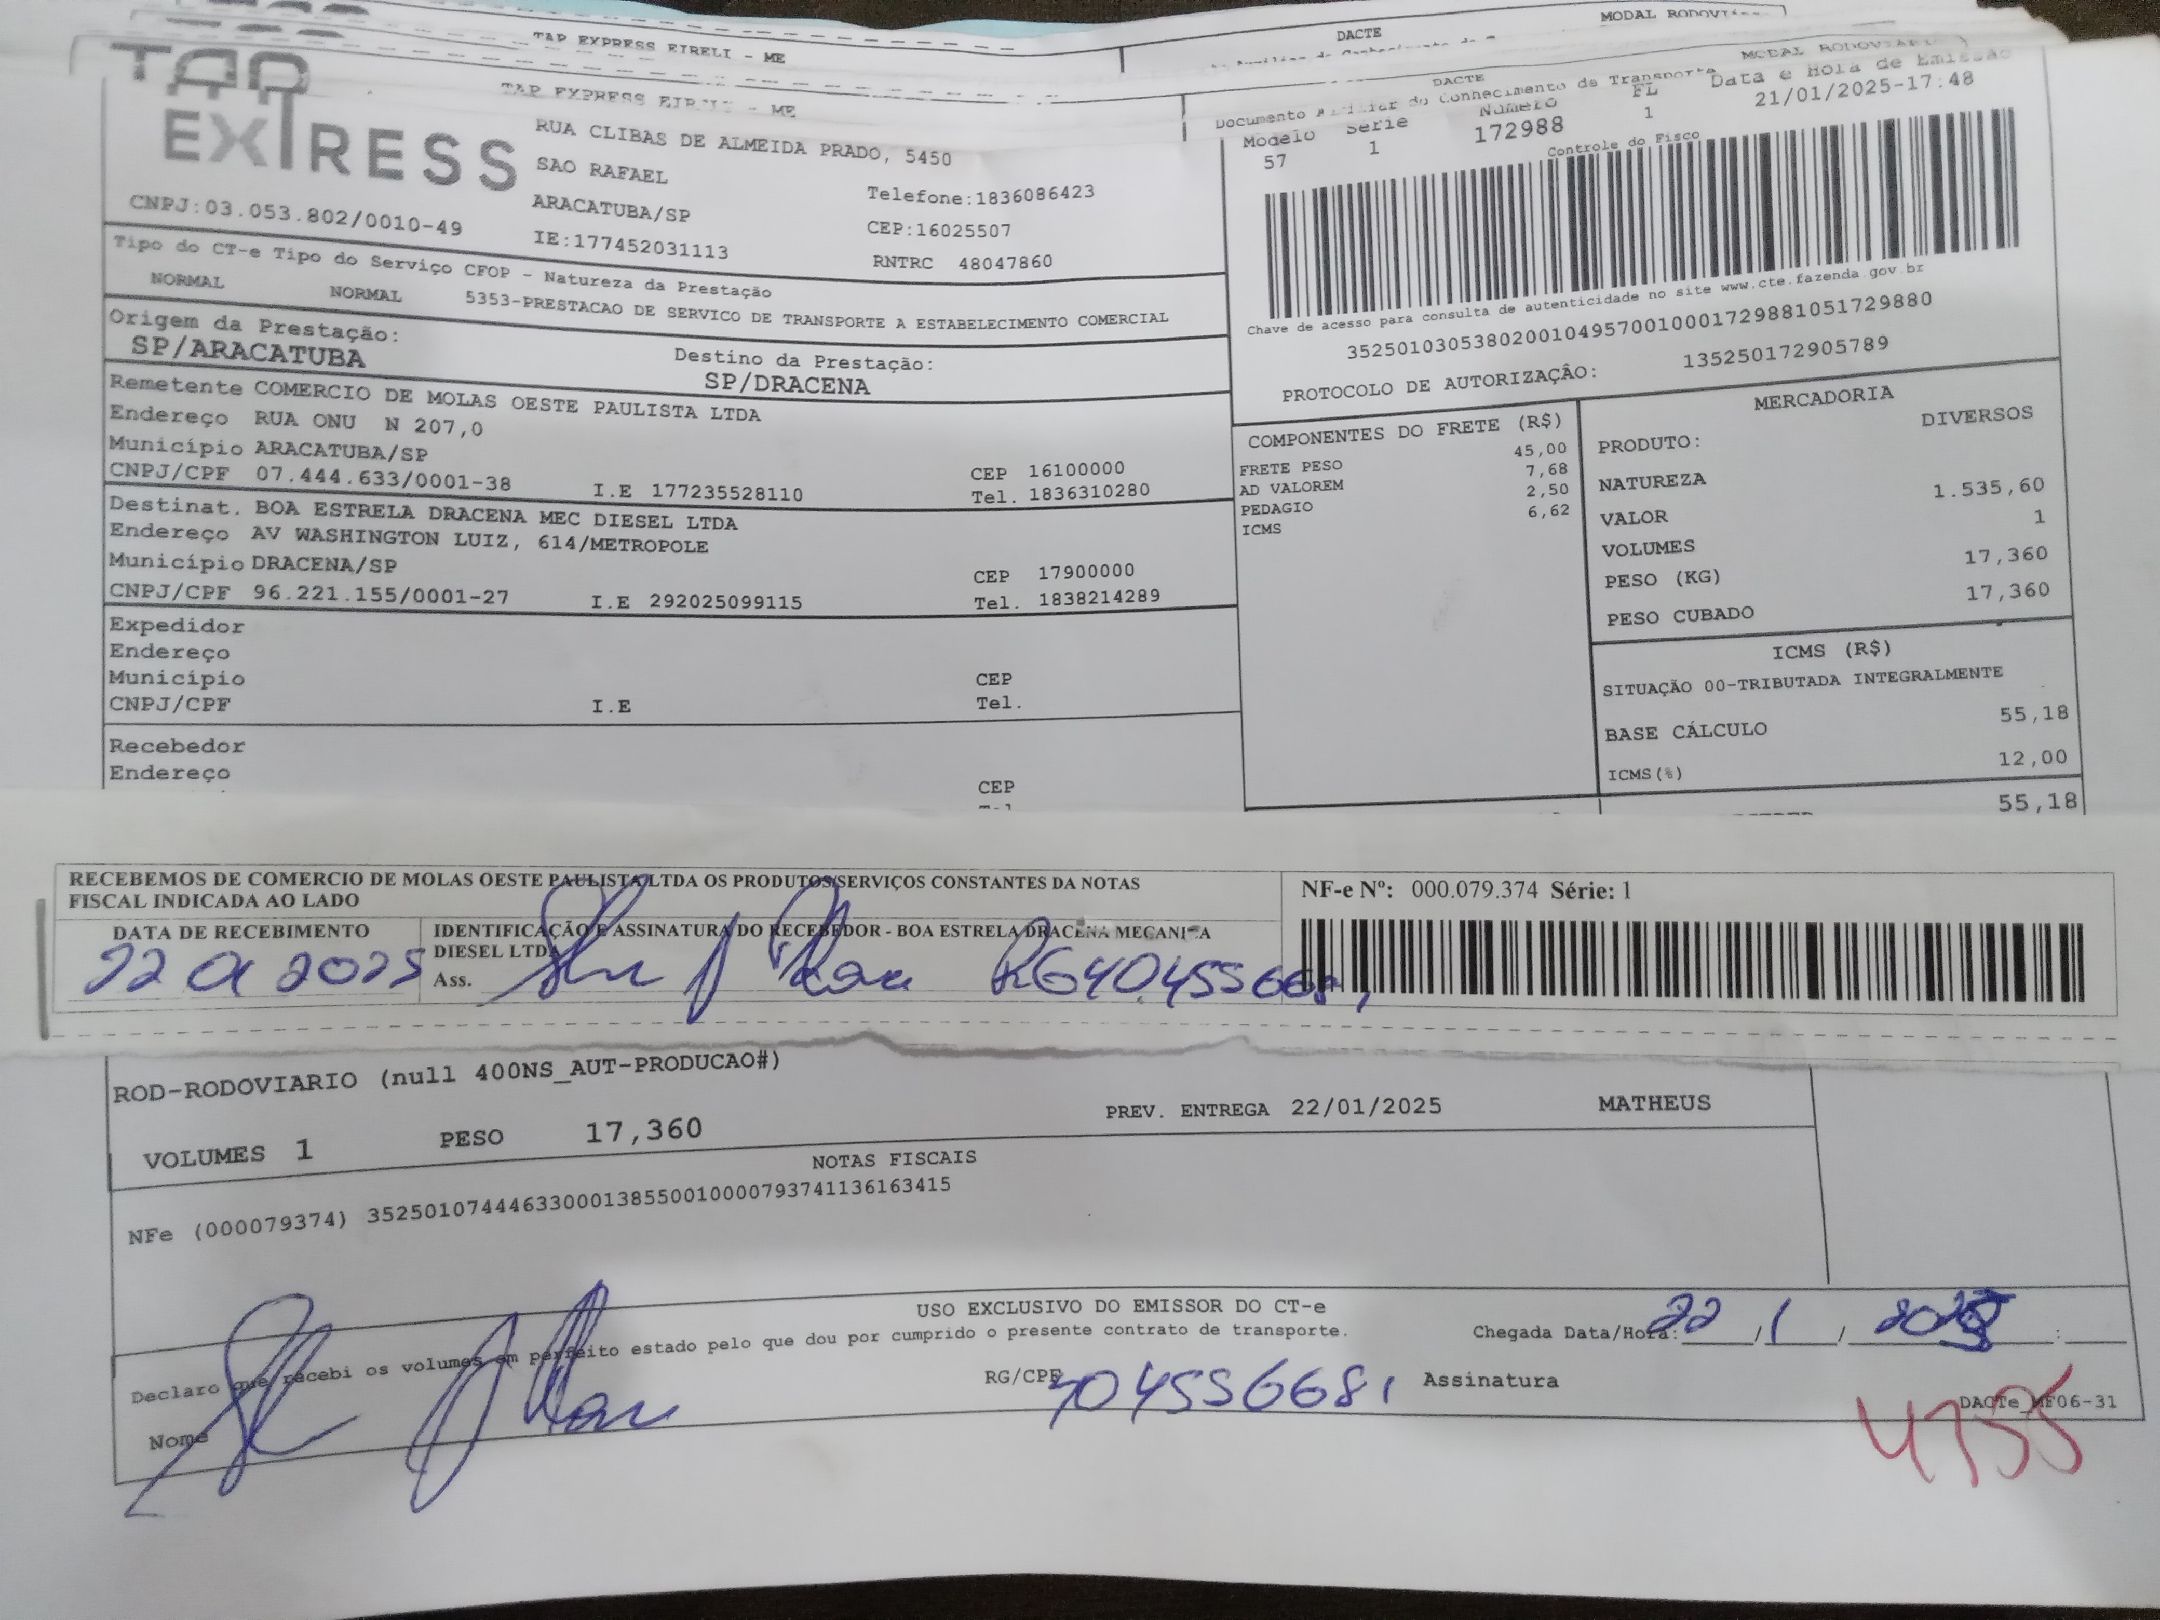 TAP EXPRESS EIRELI - ME
DACTE
MODAL
TAP EXPRESS
TAP EXPRESS EIRELI - ME
RUA CLIBAS DE ALMEIDA PRADO, 5450
SAO RAFAEL
Telefone:1836086423
ARACATUBA/SP
CEP:16025507
CNPJ:03.053.802/0010-49
IE:177452031113
RNTRC 48047860
DACTE
MODAL RODOVIARIO
Documento Auxiliar do Conhecimento de Transporte
Data e Hora de Emissão
Modelo Serie Número FL
57 1 172988 1 21/01/2025-17:48
Controle do Fisco
Chave de acesso para consulta de autenticidade no site www.cte.fazenda.gov.br
35250103053802001049570010001729881051729880
PROTOCOLO DE AUTORIZAÇÃO: 135250172905789
Tipo do CT-e Tipo do Serviço CFOP - Natureza da Prestação
NORMAL NORMAL 5353-PRESTACAO DE SERVICO DE TRANSPORTE A ESTABELECIMENTO COMERCIAL
Origem da Prestação:
SP/ARACATUBA
Destino da Prestação:
SP/DRACENA
Remetente COMERCIO DE MOLAS OESTE PAULISTA LTDA
Endereço RUA ONU N 207,0
Município ARACATUBA/SP
CEP 16100000
CNPJ/CPF 07.444.633/0001-38 I.E 177235528110 Tel. 1836310280
Destinat. BOA ESTRELA DRACENA MEC DIESEL LTDA
Endereço AV WASHINGTON LUIZ, 614/METROPOLE
Município DRACENA/SP
CEP 17900000
CNPJ/CPF 96.221.155/0001-27 I.E 292025099115 Tel. 1838214289
Expedidor
Endereço
Município CEP
CNPJ/CPF I.E Tel.
Recebedor
Endereço
CEP
COMPONENTES DO FRETE (R$)
FRETE PESO 45,00
AD VALOREM 7,68
PEDAGIO 2,50
ICMS 6,62
MERCADORIA
PRODUTO: DIVERSOS
NATUREZA
VALOR 1.535,60
VOLUMES 1
PESO (KG) 17,360
PESO CUBADO 17,360
ICMS (R$)
SITUAÇÃO 00-TRIBUTADA INTEGRALMENTE
BASE CÁLCULO 55,18
ICMS(%) 12,00
55,18
RECEBEMOS DE COMERCIO DE MOLAS OESTE PAULISTA LTDA OS PRODUTOS/SERVIÇOS CONSTANTES DA NOTAS
FISCAL INDICADA AO LADO
NF-e Nº: 000.079.374 Série: 1
DATA DE RECEBIMENTO
IDENTIFICAÇÃO E ASSINATURA DO RECEBEDOR - BOA ESTRELA DRACENA MECANICA
DIESEL LTDA
22 01 2025
Ass.
RG 404556681
ROD-RODOVIARIO (null 400NS_AUT-PRODUCAO#)
VOLUMES 1 PESO 17,360 PREV. ENTREGA 22/01/2025 MATHEUS
NOTAS FISCAIS
NFe (000079374) 35250107444633000138550010000793741136163415
USO EXCLUSIVO DO EMISSOR DO CT-e
Declaro que recebi os volumes em perfeito estado pelo que dou por cumprido o presente contrato de transporte.
Chegada Data/Hora: 22 / 1 / 2025 :
Nome
RG/CPF 404556681
Assinatura
DACTe_MF06-31
4755